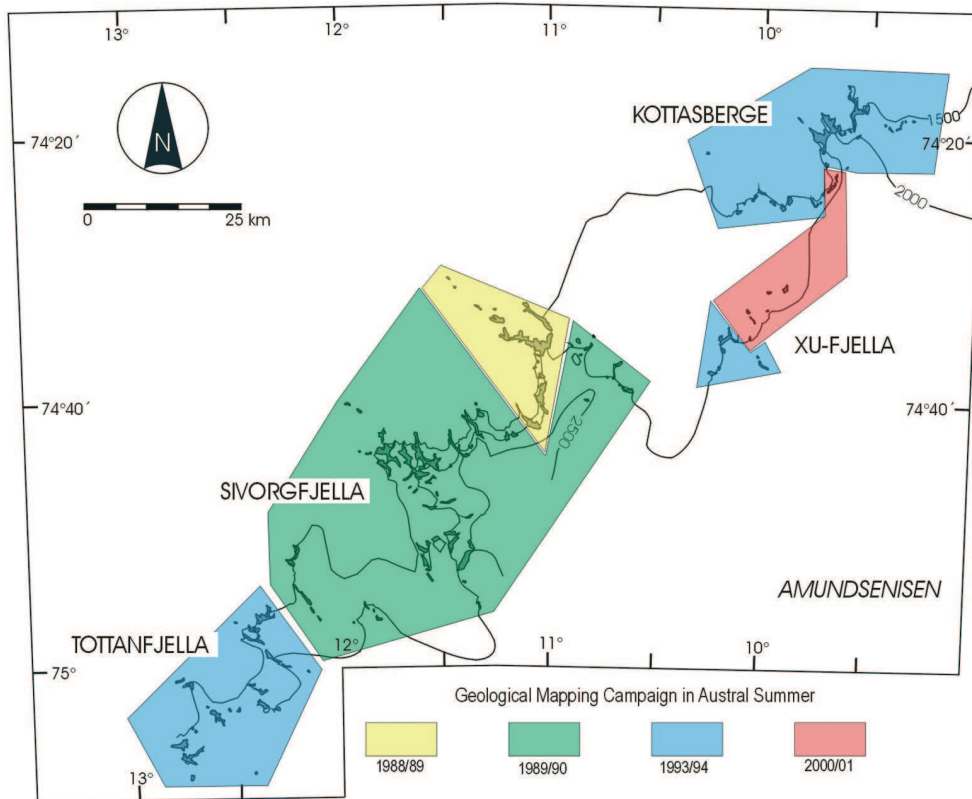 13°
12°
11°
10°
KOTTASBERGE
1500
74°20´
74°20´
N
2000
0
25 km
XU-FJELLA
74°40´
74°40´
2500
SIVORGFJELLA
AMUNDSENISEN
TOTTANFJELLA
12°
11°
10°
75°
Geological Mapping Campaign in Austral Summer
13°
1988/89
1989/90
1993/94
2000/01